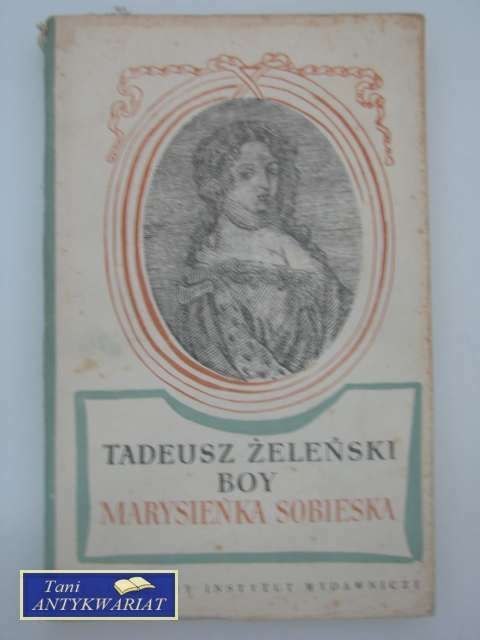 TADEUSZ ŻELEŃSKI
BOY
MARYSIEŃKA SOBIESKA
INSTYTUT WYDAWNICZY
Tani
ANTYKWARIAT